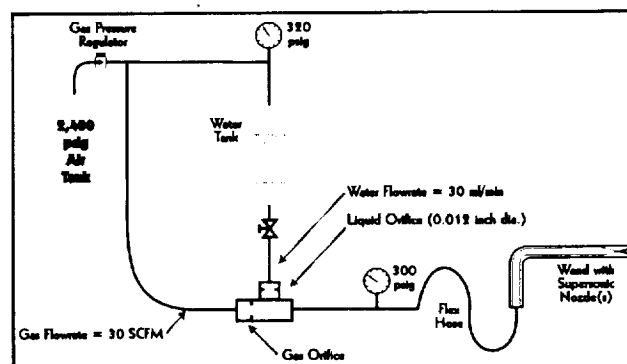 Gas Pressure
Regulator
320
psig
2,400
psig
Air
Tank
Water
Tank
Water Flowrate = 30 ml/min
Liquid Orifice (0.012 inch dia.)
300
psig
Wand with
Supersonic
Nozzle(s)
Flex
Hose
Gas Flowrate = 30 SCFM
Gas Orifice